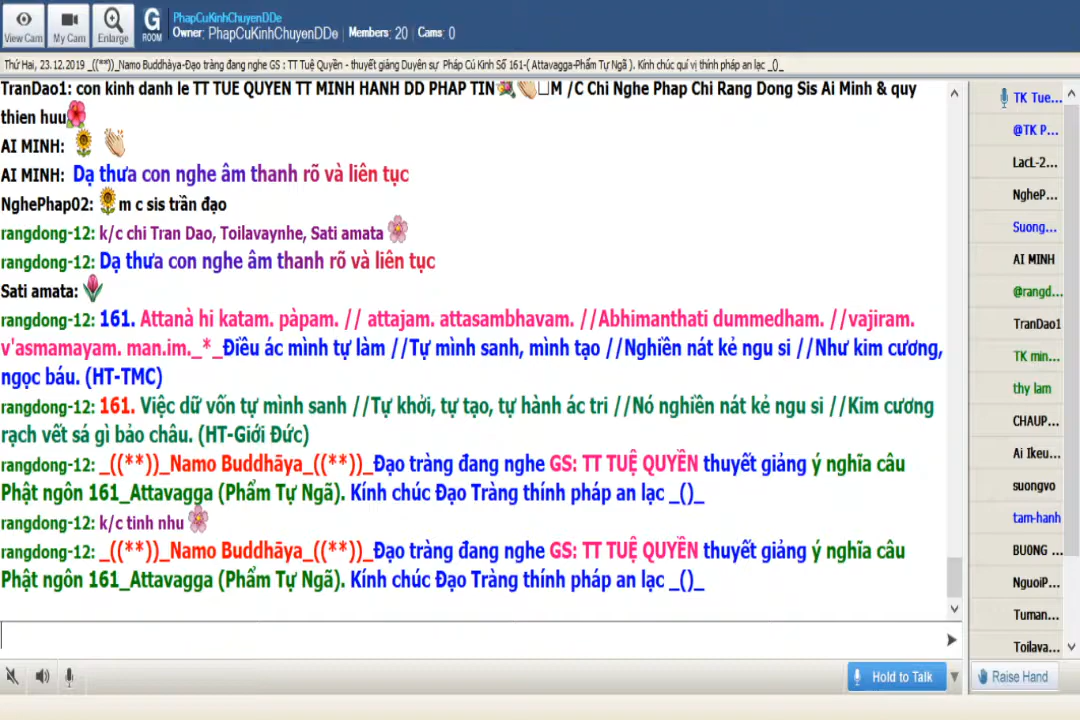 PhapCuKinhChuyenDDe
Owner: PhapCuKinhChuyenDDe Members: 20 Cams: 0
View Cam My Cam Enlarge G ROOM
Thứ Hai, 23.12.2019 _((**))_Namo Buddhàya-Đạo tràng đang nghe GS : TT Tuệ Quyền - thuyết giảng Duyên sự Pháp Cú Kinh Số 161-( Attavagga-Phẩm Tự Ngã ). Kính chúc quí vị thính pháp an lạc _()_
TranDao1: con kinh danh le TT TUE QUYEN TT MINH HANH DD PHAP TIN M /C Chi Nghe Phap Chi Rang Dong Sis Ai Minh & quy
thien huu
AI MINH:
AI MINH: Dạ thưa con nghe âm thanh rõ và liên tục
NghePhap02: m c sis trần đạo
rangdong-12: k/c chi Tran Dao, Toilavaynhe, Sati amata
rangdong-12: Dạ thưa con nghe âm thanh rõ và liên tục
Sati amata:
rangdong-12: 161. Attanà hi katam. pàpam. // attajam. attasambhavam. //Abhimanthati dummedham. //vajiram.
v'asmamayam. man.im._*_Điều ác mình tự làm //Tự mình sanh, mình tạo //Nghiền nát kẻ ngu si //Như kim cương,
ngọc báu. (HT-TMC)
rangdong-12: 161. Việc dữ vốn tự mình sanh //Tự khởi, tự tạo, tự hành ác tri //Nó nghiền nát kẻ ngu si //Kim cương
rạch vết sá gì bảo châu. (HT-Giới Đức)
rangdong-12: _((**))_Namo Buddhãya_((**))_Đạo tràng đang nghe GS: TT TUỆ QUYỀN thuyết giảng ý nghĩa câu
Phật ngôn 161_Attavagga (Phẩm Tự Ngã). Kính chúc Đạo Tràng thính pháp an lạc _()_
rangdong-12: k/c tinh nhu
rangdong-12: _((**))_Namo Buddhãya_((**))_Đạo tràng đang nghe GS: TT TUỆ QUYỀN thuyết giảng ý nghĩa câu
Phật ngôn 161_Attavagga (Phẩm Tự Ngã). Kính chúc Đạo Tràng thính pháp an lạc _()_
TK Tue...
@TK P...
LacL-2...
NgheP...
Suong...
AI MINH
@rangd...
TranDao1
TK min...
thy lam
CHAUP...
Ai Ikeu...
suongvo
tam-hanh
BUONG ...
NguoiP...
Tuman...
Toilava...
Hold to Talk
Raise Hand